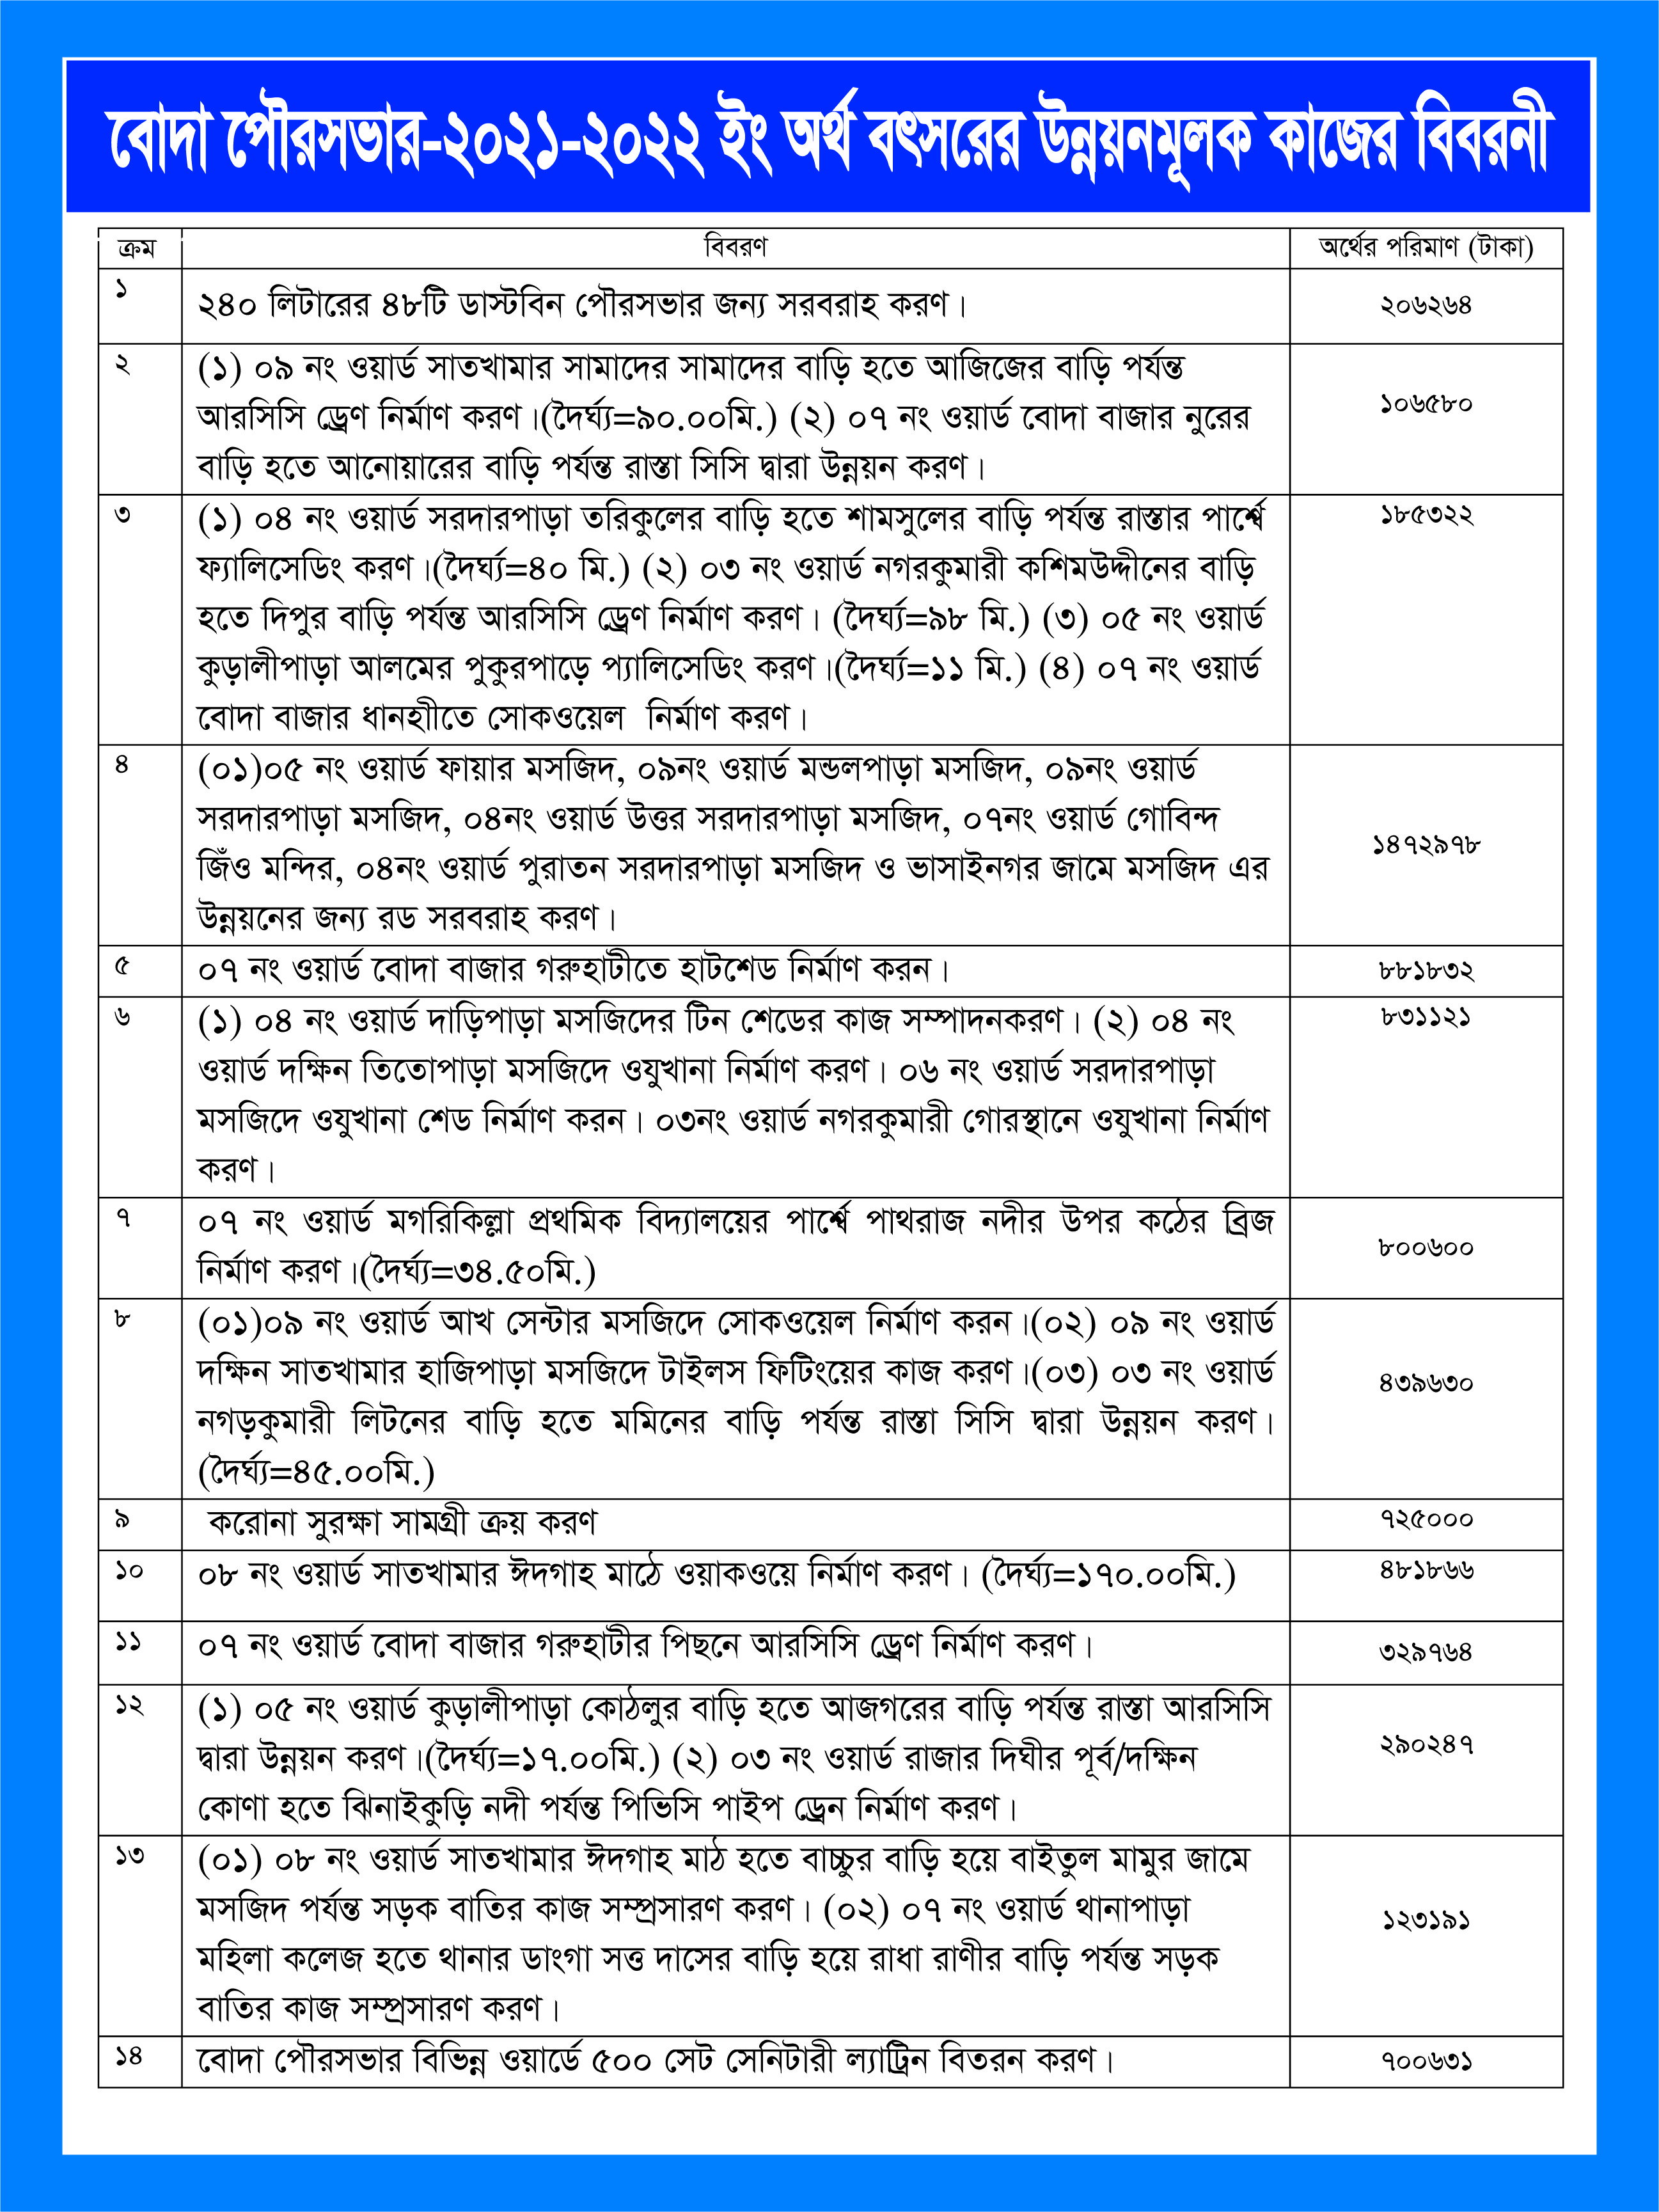 বোদা পৌরসভার-২০২১-২০২২ ইং অর্থ বৎসরের উন্নয়নমূলক কাজের বিবরনী
ক্রম বিবরণ অর্থের পরিমাণ (টাকা)
১ ২৪০ লিটারের ৪৮টি ডাস্টবিন পৌরসভার জন্য সরবরাহ করণ। ২০৬২৬৪
২ (১) ০৯ নং ওয়ার্ড সাতখামার সামাদের সামাদের বাড়ি হতে আজিজের বাড়ি পর্যন্ত
আরসিসি ড্রেণ নির্মাণ করণ।(দৈর্ঘ্য=৯০.০০মি.) (২) ০৭ নং ওয়ার্ড বোদা বাজার নুরের ১০৬৫৮০
বাড়ি হতে আনোয়ারের বাড়ি পর্যন্ত রাস্তা সিসি দ্বারা উন্নয়ন করণ।
৩ (১) ০৪ নং ওয়ার্ড সরদারপাড়া তরিকুলের বাড়ি হতে শামসুলের বাড়ি পর্যন্ত রাস্তার পার্শ্বে ১৮৫৩২২
ফ্যালিসেডিং করণ।(দৈর্ঘ্য=৪০ মি.) (২) ০৩ নং ওয়ার্ড নগরকুমারী কশিমউদ্দীনের বাড়ি
হতে দিপুর বাড়ি পর্যন্ত আরসিসি ড্রেণ নির্মাণ করণ। (দৈর্ঘ্য=৯৮ মি.) (৩) ০৫ নং ওয়ার্ড
কুড়ালীপাড়া আলমের পুকুরপাড়ে প্যালিসেডিং করণ।(দৈর্ঘ্য=১১ মি.) (৪) ০৭ নং ওয়ার্ড
বোদা বাজার ধানহাীতে সোকওয়েল নির্মাণ করণ।
৪ (০১)০৫ নং ওয়ার্ড ফায়ার মসজিদ, ০৯নং ওয়ার্ড মন্ডলপাড়া মসজিদ, ০৯নং ওয়ার্ড
সরদারপাড়া মসজিদ, ০৪নং ওয়ার্ড উত্তর সরদারপাড়া মসজিদ, ০৭নং ওয়ার্ড গোবিন্দ
জিঁও মন্দির, ০৪নং ওয়ার্ড পুরাতন সরদারপাড়া মসজিদ ও ভাসাইনগর জামে মসজিদ এর ১৪৭২৯৭৮
উন্নয়নের জন্য রড সরবরাহ করণ।
৫ ০৭ নং ওয়ার্ড বোদা বাজার গরুহাটীতে হাটশেড নির্মাণ করন। ৮৮১৮৩২
৬ (১) ০৪ নং ওয়ার্ড দাড়িপাড়া মসজিদের টিন শেডের কাজ সম্পাদনকরণ। (২) ০৪ নং ৮৩১১২১
ওয়ার্ড দক্ষিন তিতোপাড়া মসজিদে ওযুখানা নির্মাণ করণ। ০৬ নং ওয়ার্ড সরদারপাড়া
মসজিদে ওযুখানা শেড নির্মাণ করন। ০৩নং ওয়ার্ড নগরকুমারী গোরস্থানে ওযুখানা নির্মাণ
করণ।
৭ ০৭ নং ওয়ার্ড মগরিকিল্লা প্রথমিক বিদ্যালয়ের পার্শ্বে পাথরাজ নদীর উপর কঠের ব্রিজ
নির্মাণ করণ।(দৈর্ঘ্য=৩৪.৫০মি.) ৮০০৬০০
৮ (০১)০৯ নং ওয়ার্ড আখ সেন্টার মসজিদে সোকওয়েল নির্মাণ করন।(০২) ০৯ নং ওয়ার্ড
দক্ষিন সাতখামার হাজিপাড়া মসজিদে টাইলস ফিটিংয়ের কাজ করণ।(০৩) ০৩ নং ওয়ার্ড ৪৩৯৬৩০
নগড়কুমারী লিটনের বাড়ি হতে মমিনের বাড়ি পর্যন্ত রাস্তা সিসি দ্বারা উন্নয়ন করণ।
(দৈর্ঘ্য=৪৫.০০মি.)
৯ করোনা সুরক্ষা সামগ্রী ক্রয় করণ ৭২৫০০০
১০ ০৮ নং ওয়ার্ড সাতখামার ঈদগাহ মাঠে ওয়াকওয়ে নির্মাণ করণ। (দৈর্ঘ্য=১৭০.০০মি.) ৪৮১৮৬৬
১১ ০৭ নং ওয়ার্ড বোদা বাজার গরুহাটীর পিছনে আরসিসি ড্রেণ নির্মাণ করণ। ৩২৯৭৬৪
১২ (১) ০৫ নং ওয়ার্ড কুড়ালীপাড়া কোঠলুর বাড়ি হতে আজগরের বাড়ি পর্যন্ত রাস্তা আরসিসি
দ্বারা উন্নয়ন করণ।(দৈর্ঘ্য=১৭.০০মি.) (২) ০৩ নং ওয়ার্ড রাজার দিঘীর পূর্ব/দক্ষিন ২৯০২৪৭
কোণা হতে ঝিনাইকুড়ি নদী পর্যন্ত পিভিসি পাইপ ড্রেন নির্মাণ করণ।
১৩ (০১) ০৮ নং ওয়ার্ড সাতখামার ঈদগাহ মাঠ হতে বাচ্চুর বাড়ি হয়ে বাইতুল মামুর জামে
মসজিদ পর্যন্ত সড়ক বাতির কাজ সম্প্রসারণ করণ। (০২) ০৭ নং ওয়ার্ড থানাপাড়া ১২৩১৯১
মহিলা কলেজ হতে থানার ডাংগা সত্ত দাসের বাড়ি হয়ে রাধা রাণীর বাড়ি পর্যন্ত সড়ক
বাতির কাজ সম্প্রসারণ করণ।
১৪ বোদা পৌরসভার বিভিন্ন ওয়ার্ডে ৫০০ সেট সেনিটারী ল্যাট্রিন বিতরন করণ। ৭০০৬৩১